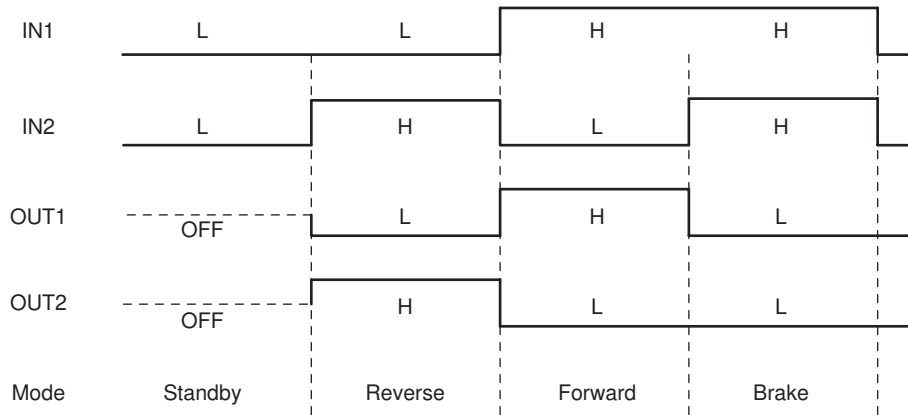 IN1 L L H H
IN2 L H L H
OUT1 OFF L H L
OUT2 OFF H L L
Mode Standby Reverse Forward Brake